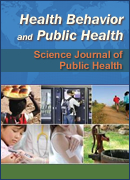 Health Behavior
and Public Health
Science Journal of
Public Health